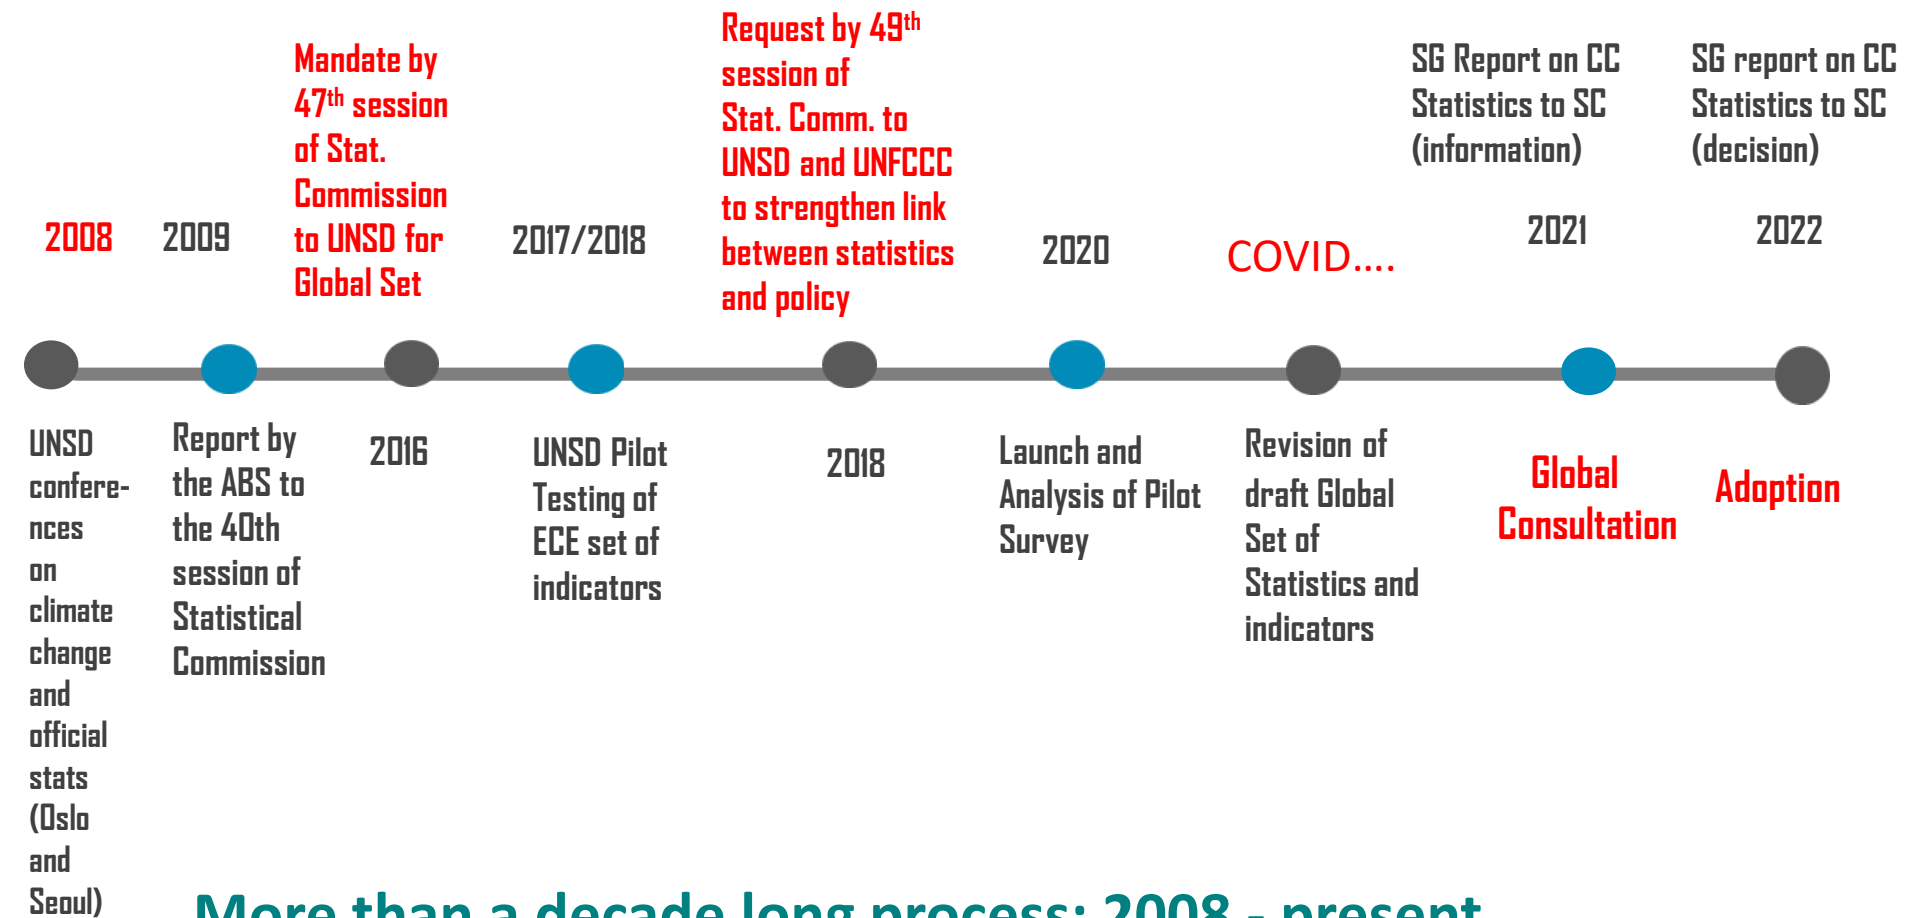 2008
UNSD
confere-
nces
on
climate
change
and
official
stats
(Oslo
and
Seoul)
2009
Report by
the ABS to
the 40th
session of
Statistical
Commission
Mandate by
47th session
of Stat.
Commission
to UNSD for
Global Set
2016
2017/2018
UNSD Pilot
Testing of
ECE set of
indicators
Request by 49th
session of
Stat. Comm. to
UNSD and UNFCCC
to strengthen link
between statistics
and policy
2018
2020
Launch and
Analysis of Pilot
Survey
COVID....
Revision of
draft Global
Set of
Statistics and
indicators
SG Report on CC
Statistics to SC
(information)
2021
Global
Consultation
SG report on CC
Statistics to SC
(decision)
2022
Adoption
More than a decade long process: 2008 - present